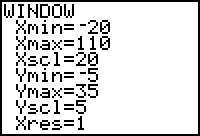 WINDOW
Xmin=-20
Xmax=110
Xscl=20
Ymin=-5
Ymax=35
Yscl=5
Xres=1